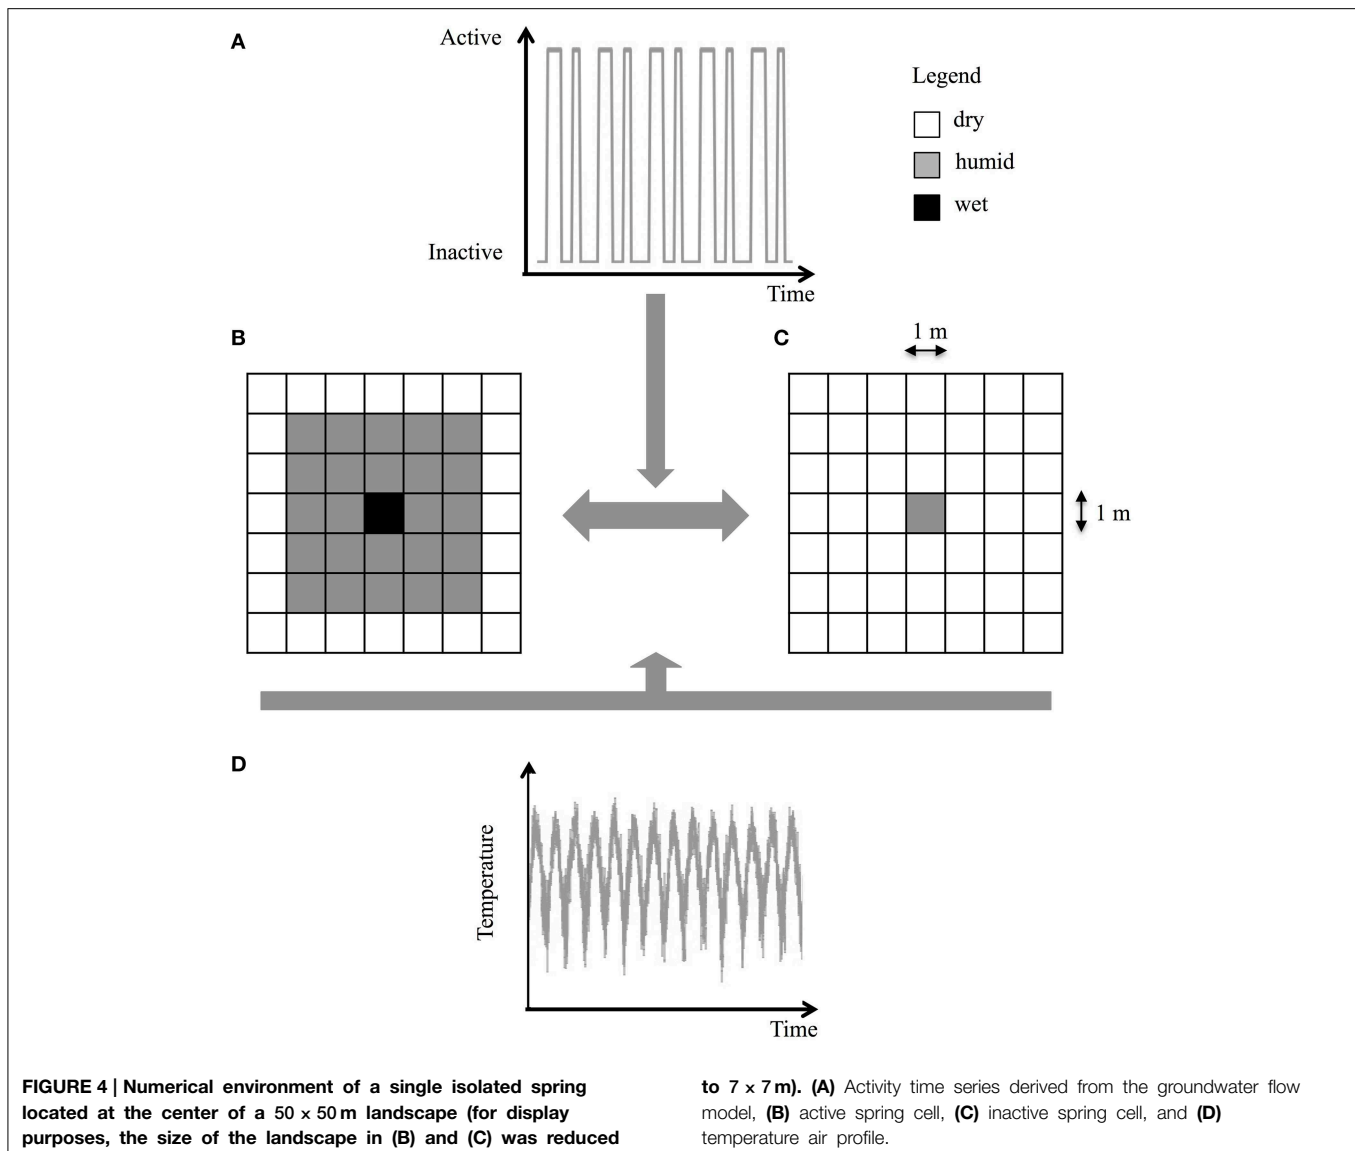 A
Active
Inactive
Time
Legend
dry
humid
wet
B
C
1 m
1 m
D
Temperature
Time
FIGURE 4 | Numerical environment of a single isolated spring
located at the center of a 50 × 50 m landscape (for display
purposes, the size of the landscape in (B) and (C) was reduced
to 7 × 7 m). (A) Activity time series derived from the groundwater flow
model, (B) active spring cell, (C) inactive spring cell, and (D)
temperature air profile.